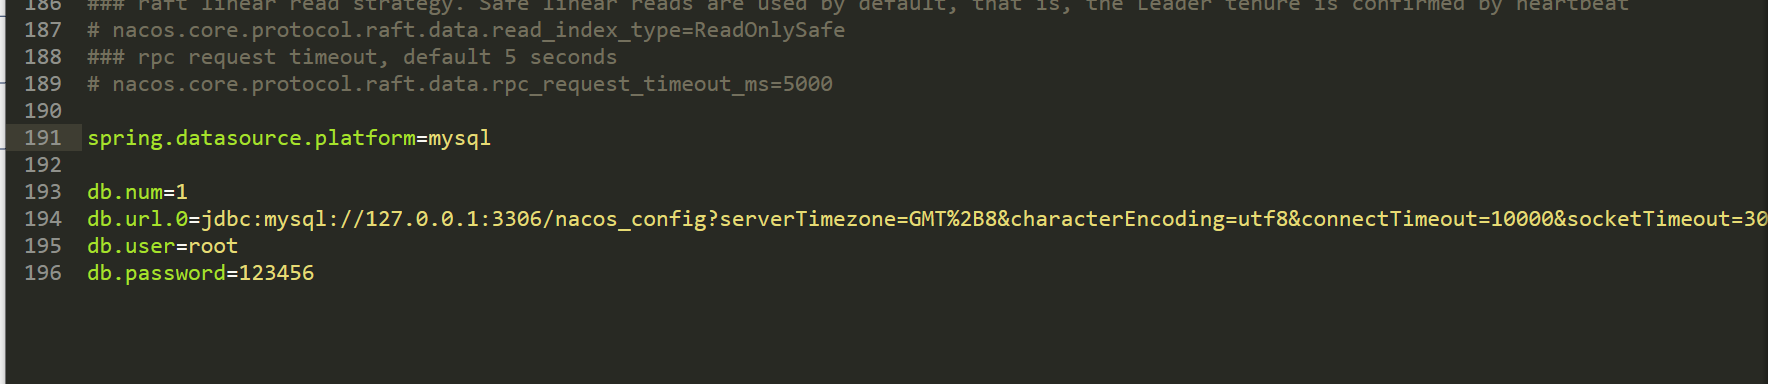 186 ### raft linear read strategy. Safe linear reads are used by default, that is, the Leader tenure is confirmed by heartbeat
187 # nacos.core.protocol.raft.data.read_index_type=ReadOnlySafe
188 ### rpc request timeout, default 5 seconds
189 # nacos.core.protocol.raft.data.rpc_request_timeout_ms=5000
190
191 spring.datasource.platform=mysql
192
193 db.num=1
194 db.url.0=jdbc:mysql://127.0.0.1:3306/nacos_config?serverTimezone=GMT%2B8&characterEncoding=utf8&connectTimeout=10000&socketTimeout=30
195 db.user=root
196 db.password=123456